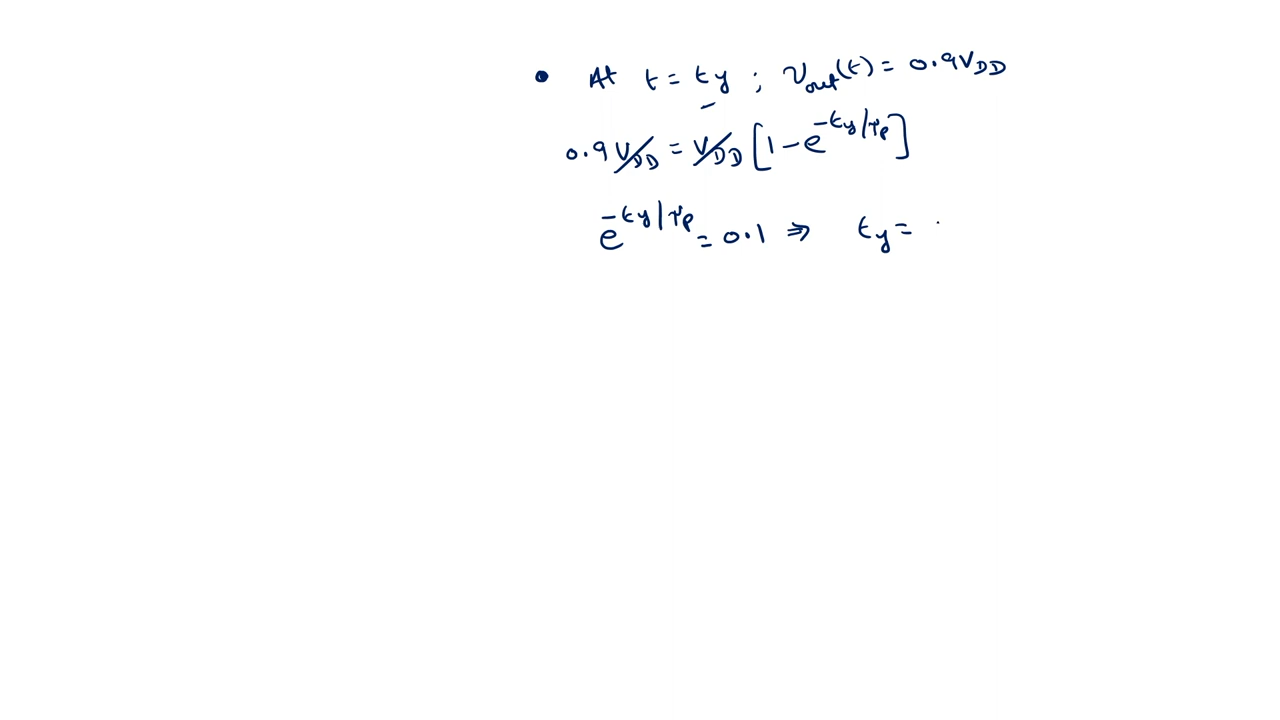 • At t = ty ; Vout(t) = 0.9VDD
0.9VDD = VDD [1 - e^-ty/τp]
e^-ty/τp = 0.1 ⇒ ty =